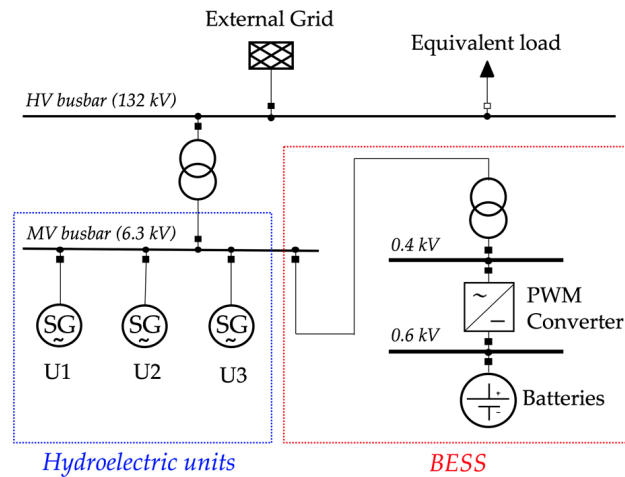 External Grid
Equivalent load
HV busbar (132 kV)
MV busbar (6.3 kV)
0.4 kV
SG
~
SG
~
SG
~
~
PWM
Converter
U1
U2
U3
0.6 kV
+
-
Batteries
Hydroelectric units
BESS